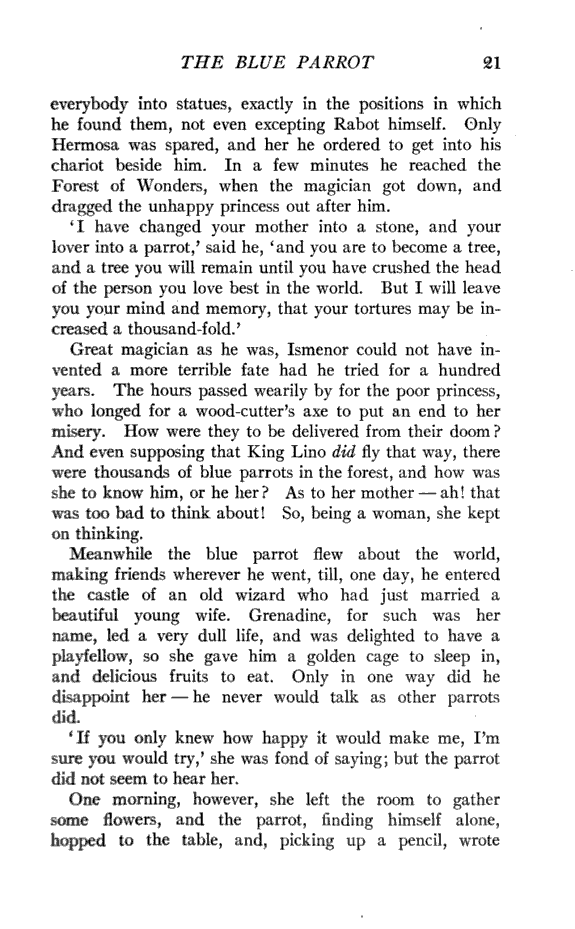 THE BLUE PARROT 21
everybody into statues, exactly in the positions in which
he found them, not even excepting Rabot himself. Only
Hermosa was spared, and her he ordered to get into his
chariot beside him. In a few minutes he reached the
Forest of Wonders, when the magician got down, and
dragged the unhappy princess out after him.
‘I have changed your mother into a stone, and your
lover into a parrot,’ said he, ‘and you are to become a tree,
and a tree you will remain until you have crushed the head
of the person you love best in the world. But I will leave
you your mind and memory, that your tortures may be in-
creased a thousand-fold.’
Great magician as he was, Ismenor could not have in-
vented a more terrible fate had he tried for a hundred
years. The hours passed wearily by for the poor princess,
who longed for a wood-cutter’s axe to put an end to her
misery. How were they to be delivered from their doom?
And even supposing that King Lino did fly that way, there
were thousands of blue parrots in the forest, and how was
she to know him, or he her? As to her mother — ah! that
was too bad to think about! So, being a woman, she kept
on thinking.
Meanwhile the blue parrot flew about the world,
making friends wherever he went, till, one day, he entered
the castle of an old wizard who had just married a
beautiful young wife. Grenadine, for such was her
name, led a very dull life, and was delighted to have a
playfellow, so she gave him a golden cage to sleep in,
and delicious fruits to eat. Only in one way did he
disappoint her — he never would talk as other parrots
did.
‘If you only knew how happy it would make me, I’m
sure you would try,’ she was fond of saying; but the parrot
did not seem to hear her.
One morning, however, she left the room to gather
some flowers, and the parrot, finding himself alone,
hopped to the table, and, picking up a pencil, wrote